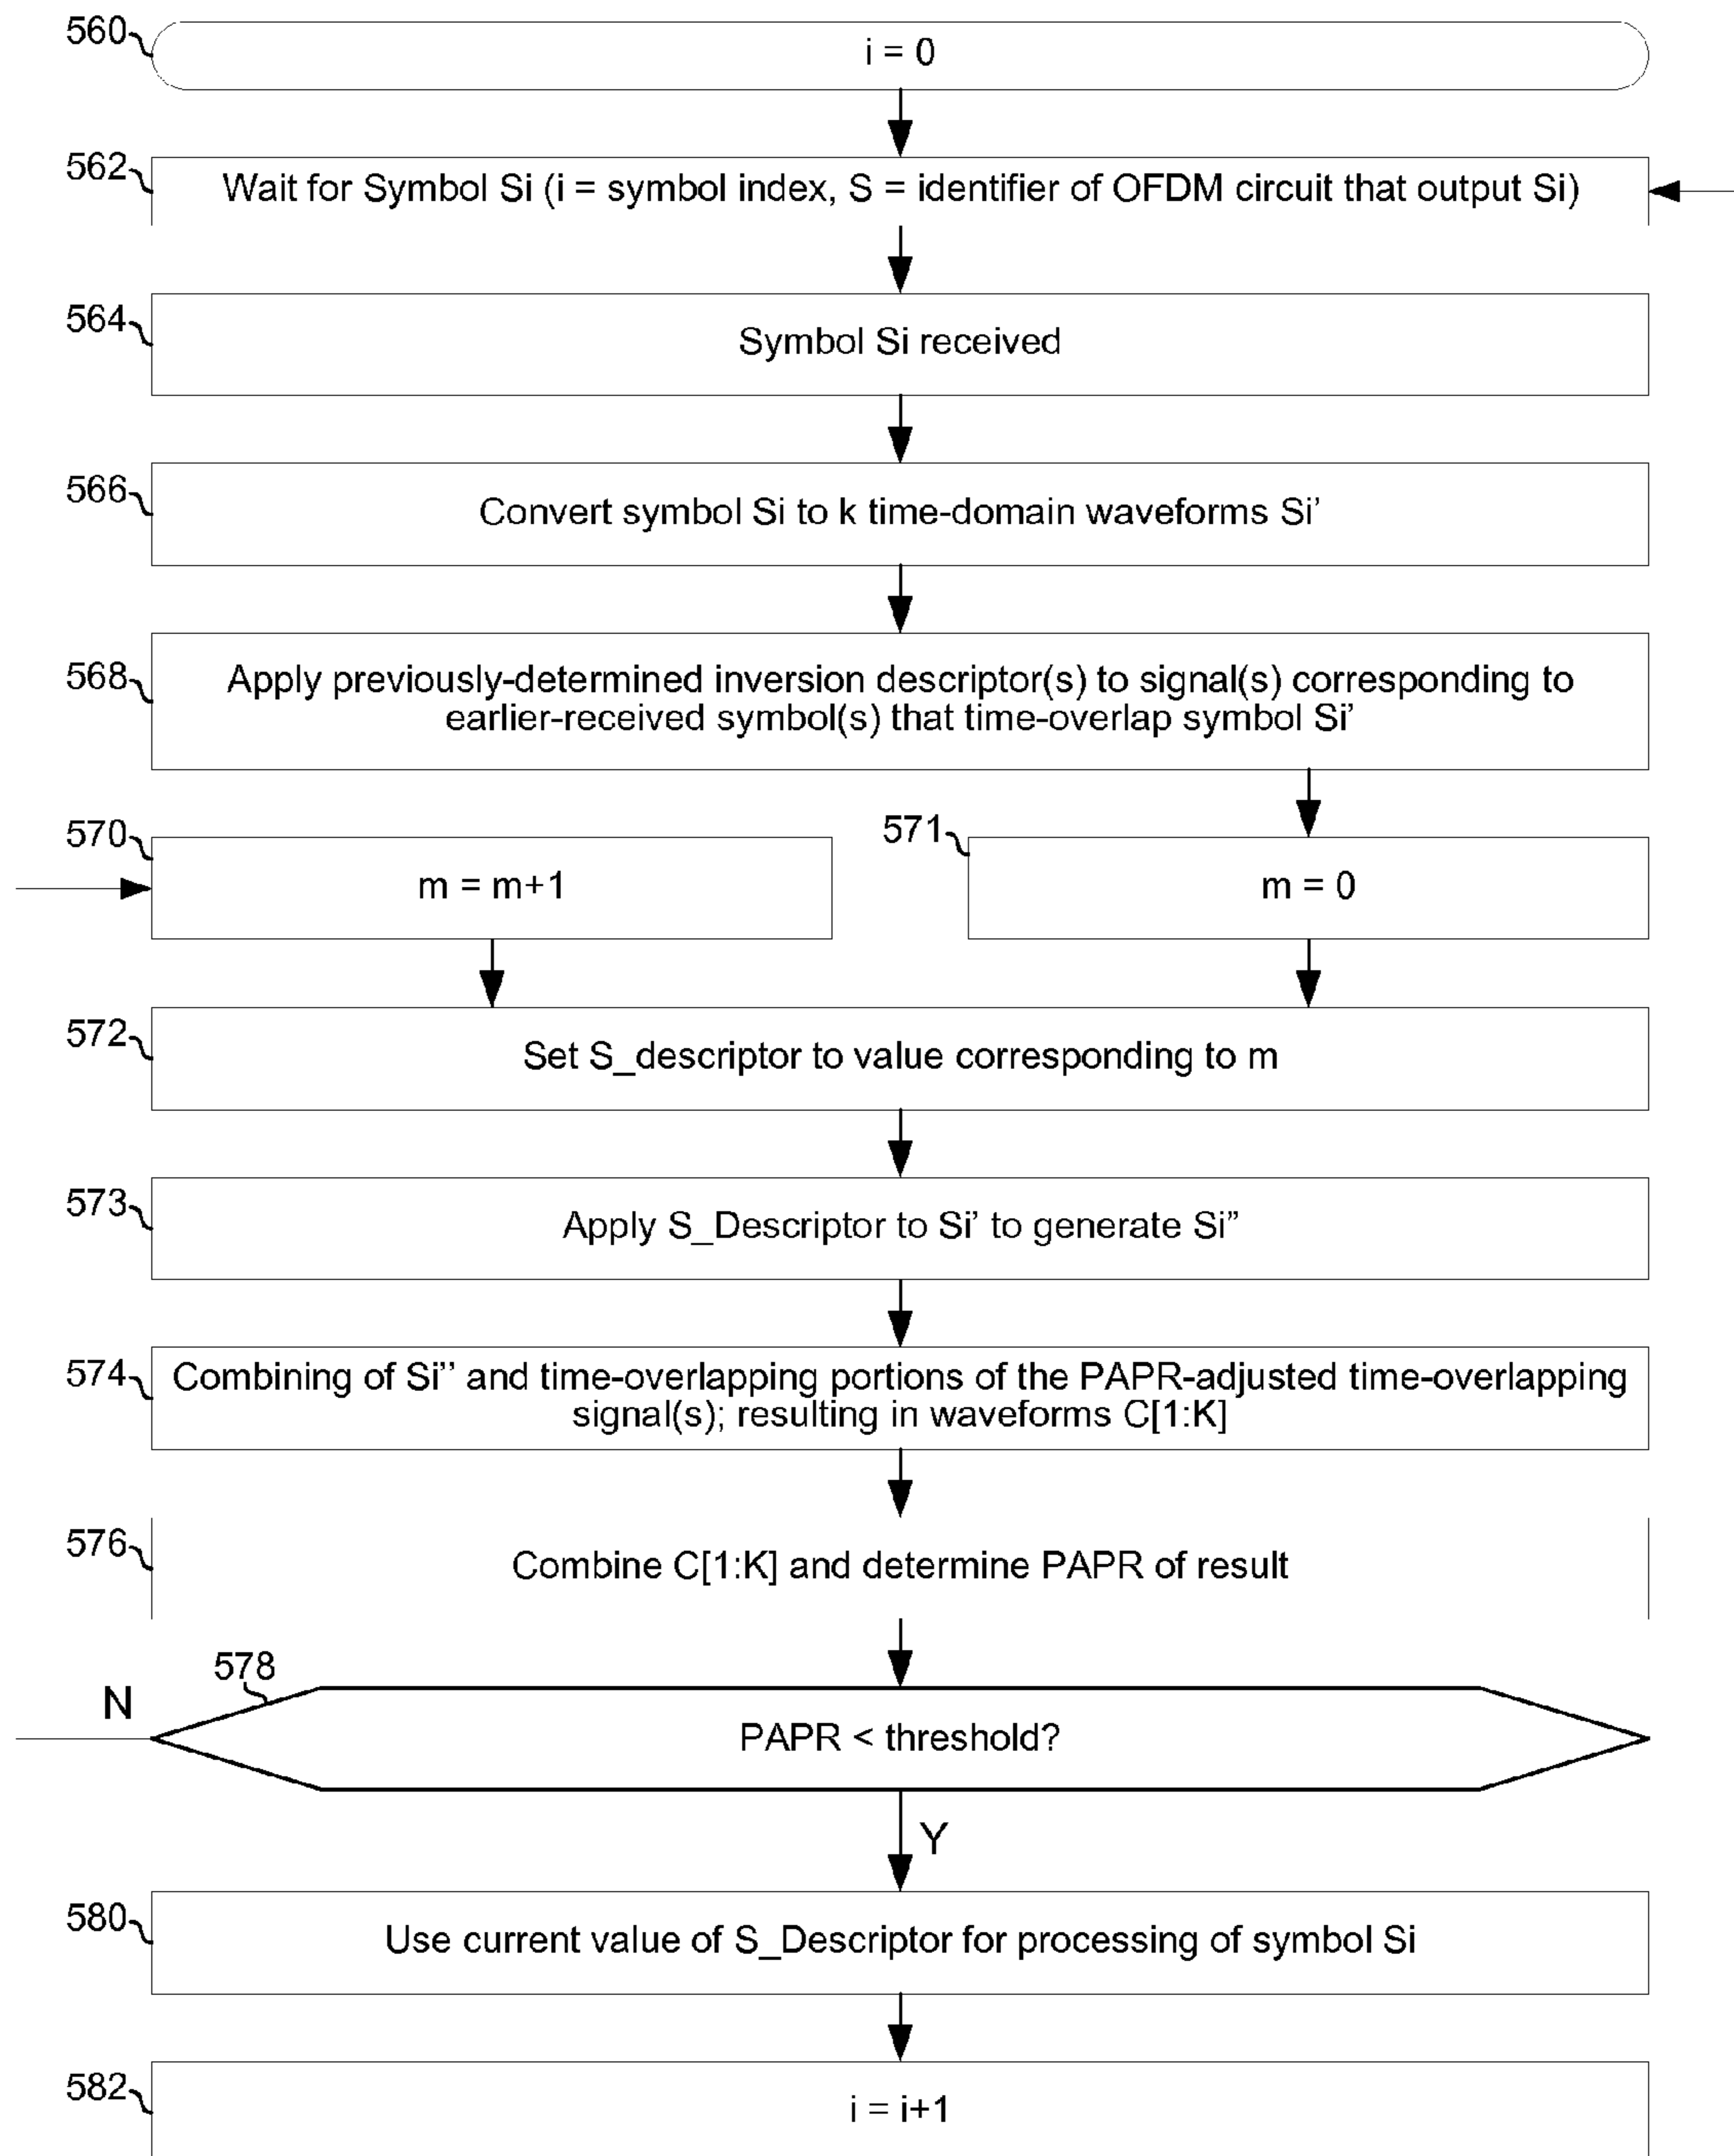 560
i = 0
562
Wait for Symbol Si (i = symbol index, S = identifier of OFDM circuit that output Si)
564
Symbol Si received
566
Convert symbol Si to k time-domain waveforms Si’
568
Apply previously-determined inversion descriptor(s) to signal(s) corresponding to
earlier-received symbol(s) that time-overlap symbol Si’
570
m = m+1
571
m = 0
572
Set S_descriptor to value corresponding to m
573
Apply S_Descriptor to Si’ to generate Si”
574
Combining of Si’’ and time-overlapping portions of the PAPR-adjusted time-overlapping
signal(s); resulting in waveforms C[1:K]
576
Combine C[1:K] and determine PAPR of result
578
N
PAPR < threshold?
Y
580
Use current value of S_Descriptor for processing of symbol Si
582
i = i+1